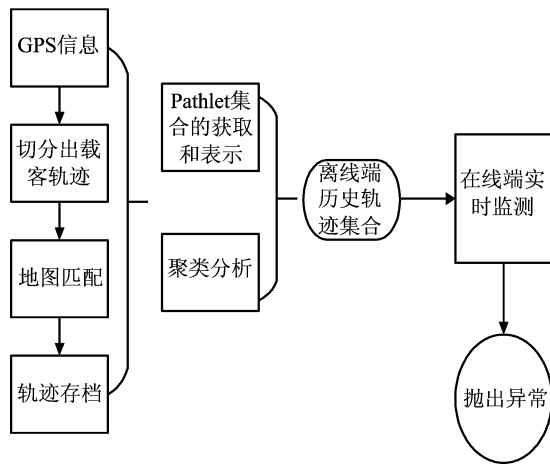 GPS信息
切分出载
客轨迹
地图匹配
轨迹存档
Pathlet集
合的获取
和表示
聚类分析
离线端
历史轨
迹集合
在线端实
时监测
抛出异常